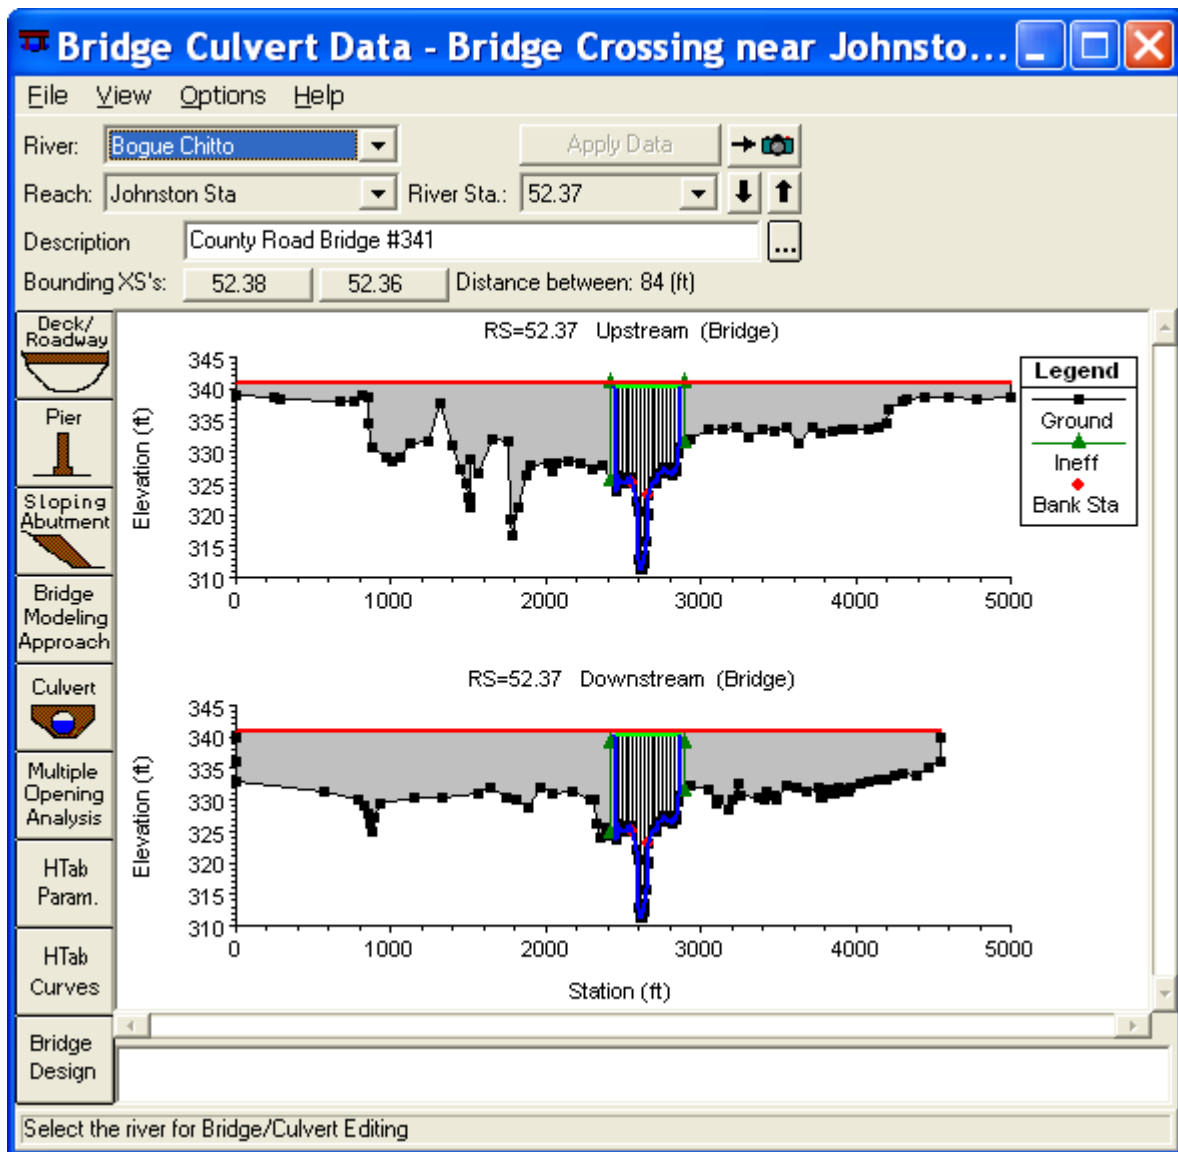 Bridge Culvert Data - Bridge Crossing near Johnsto...
File View Options Help
River: Bogue Chitto Apply Data
Reach: Johnston Sta River Sta.: 52.37
Description County Road Bridge #341 ...
Bounding XS's: 52.38 52.36 Distance between: 84 (ft)
Deck/
Roadway
Pier
Sloping
Abutment
Bridge
Modeling
Approach
Culvert
Multiple
Opening
Analysis
HTab
Param.
HTab
Curves
Bridge
Design
RS=52.37 Upstream (Bridge)
Elevation (ft)
345
340
335
330
325
320
315
310
0 1000 2000 3000 4000 5000
Legend
Ground
Ineff
Bank Sta
RS=52.37 Downstream (Bridge)
Elevation (ft)
345
340
335
330
325
320
315
310
0 1000 2000 3000 4000 5000
Station (ft)
Select the river for Bridge/Culvert Editing